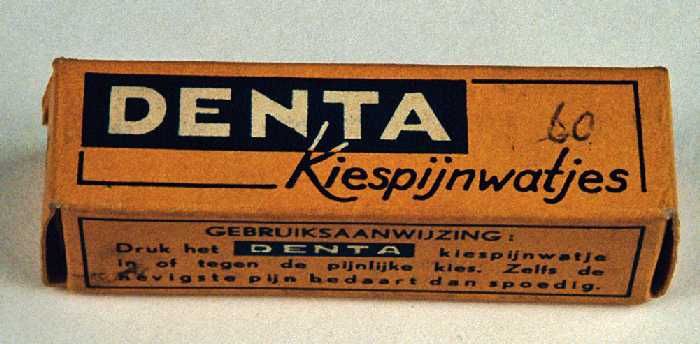 DENTA
60
Kiespijnwatjes
GEBRUIKSAANWIJZING:
Druk het DENTA kiespijnwatje
in of tegen de pijnlijke kies. Zelfs de
hevigste pijn bedaart dan spoedig.